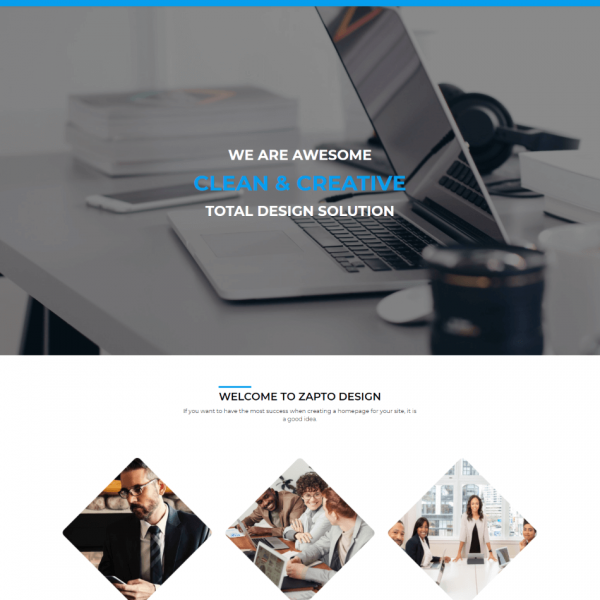 WE ARE AWESOME
CLEAN & CREATIVE
TOTAL DESIGN SOLUTION
WELCOME TO ZAPTO DESIGN
If you want to have the most success when creating a homepage for your site, it is
a good idea